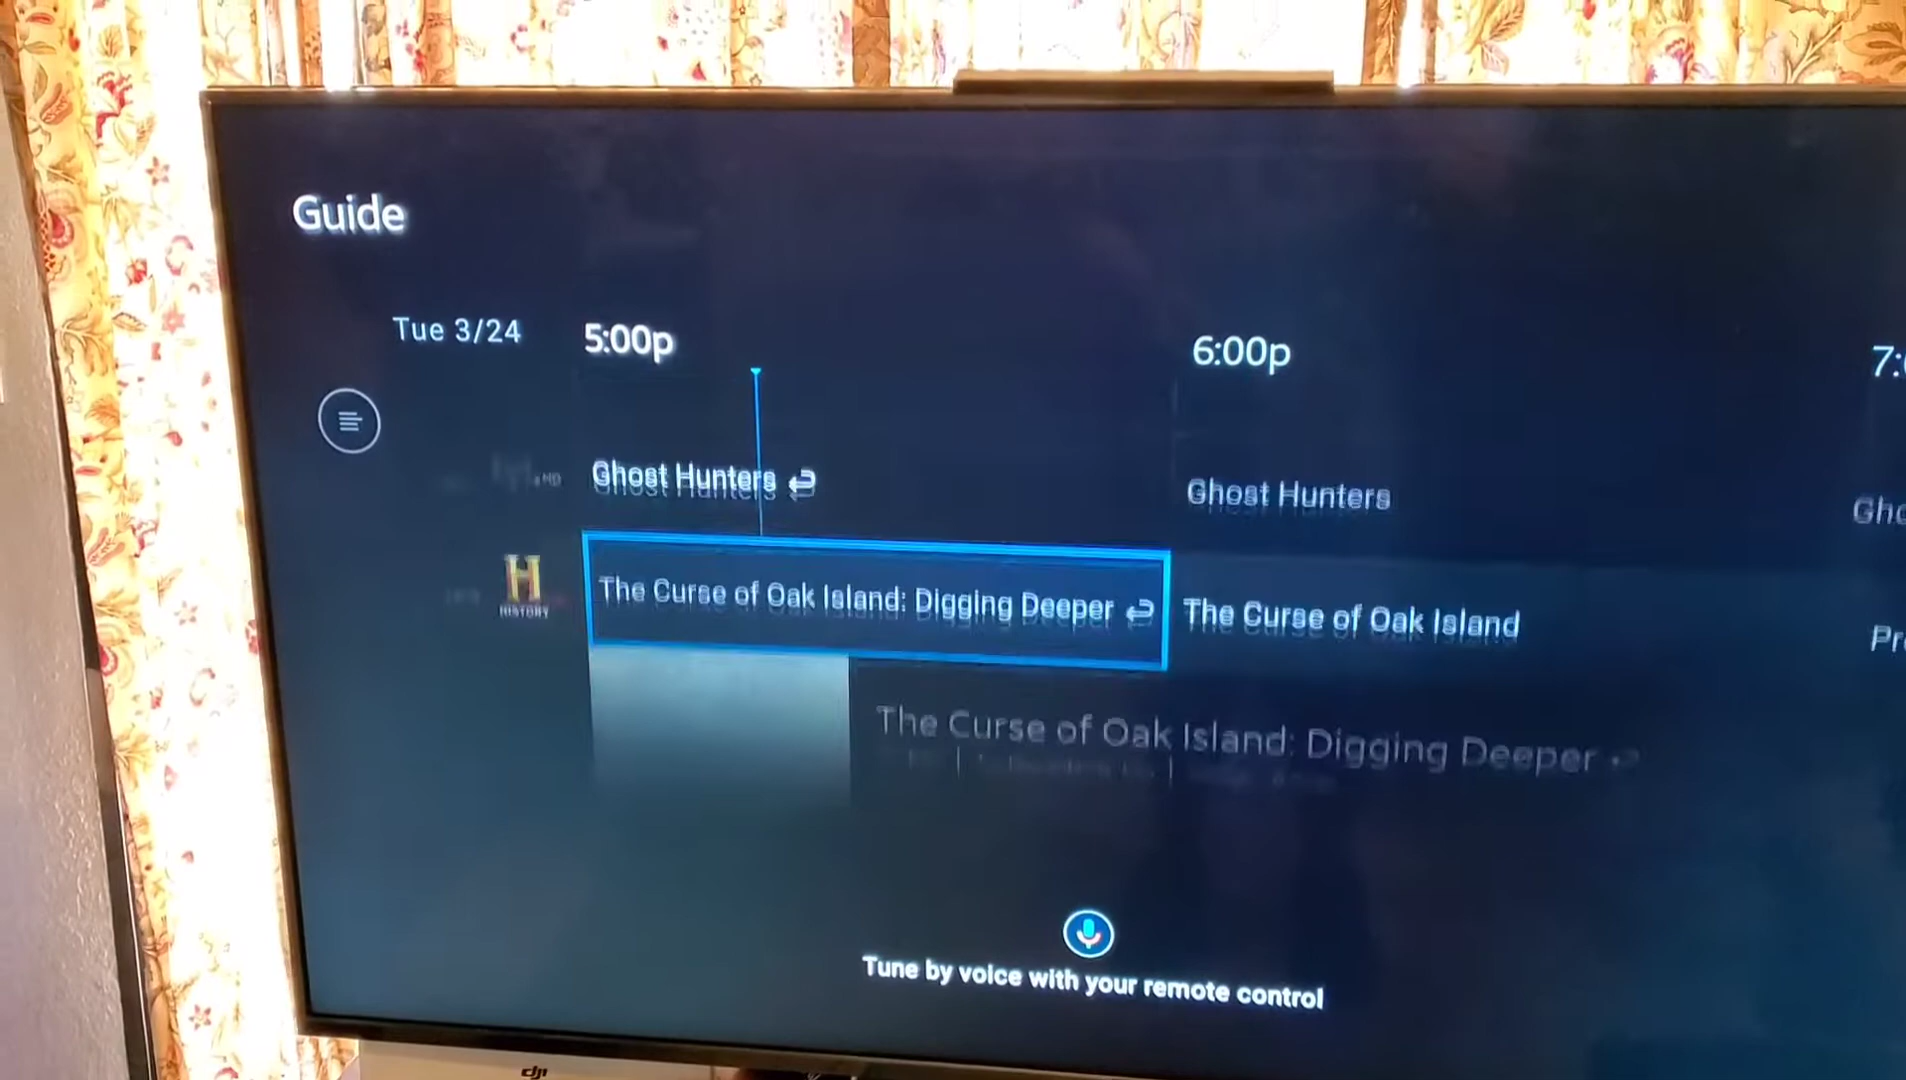 Guide
Tue 3/24 5:00p 6:00p
Ghost Hunters Ghost Hunters
H HISTORY The Curse of Oak Island: Digging Deeper The Curse of Oak Island
The Curse of Oak Island: Digging Deeper
Tune by voice with your remote control
dji